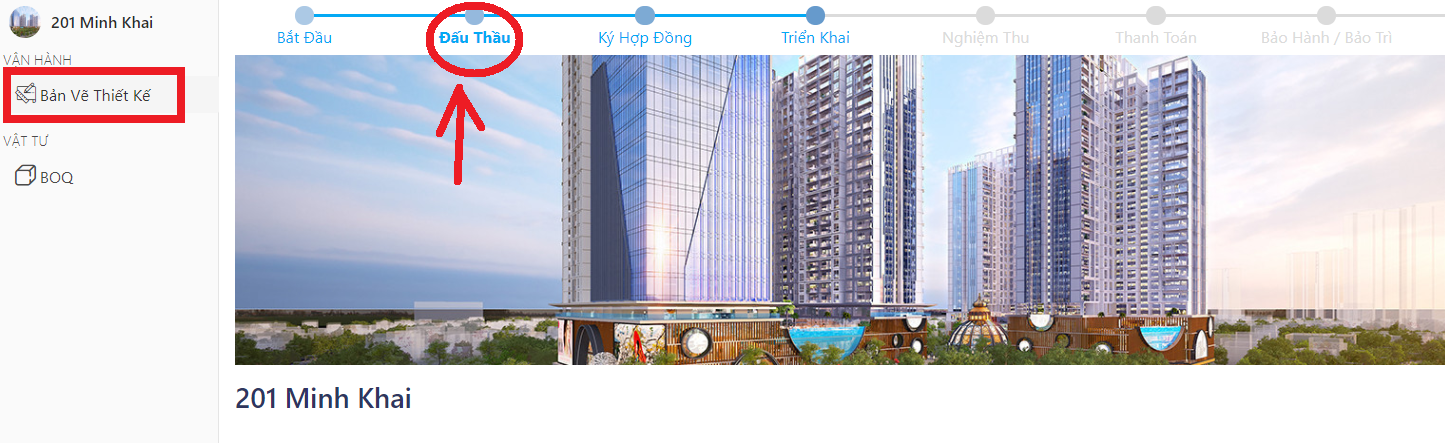 201 Minh Khai
VẬN HÀNH
Bản Vẽ Thiết Kế
VẬT TƯ
BOQ
Bắt Đầu
Đấu Thầu
Ký Hợp Đồng
Triển Khai
Nghiệm Thu
Thanh Toán
Bảo Hành / Bảo Trì
201 Minh Khai